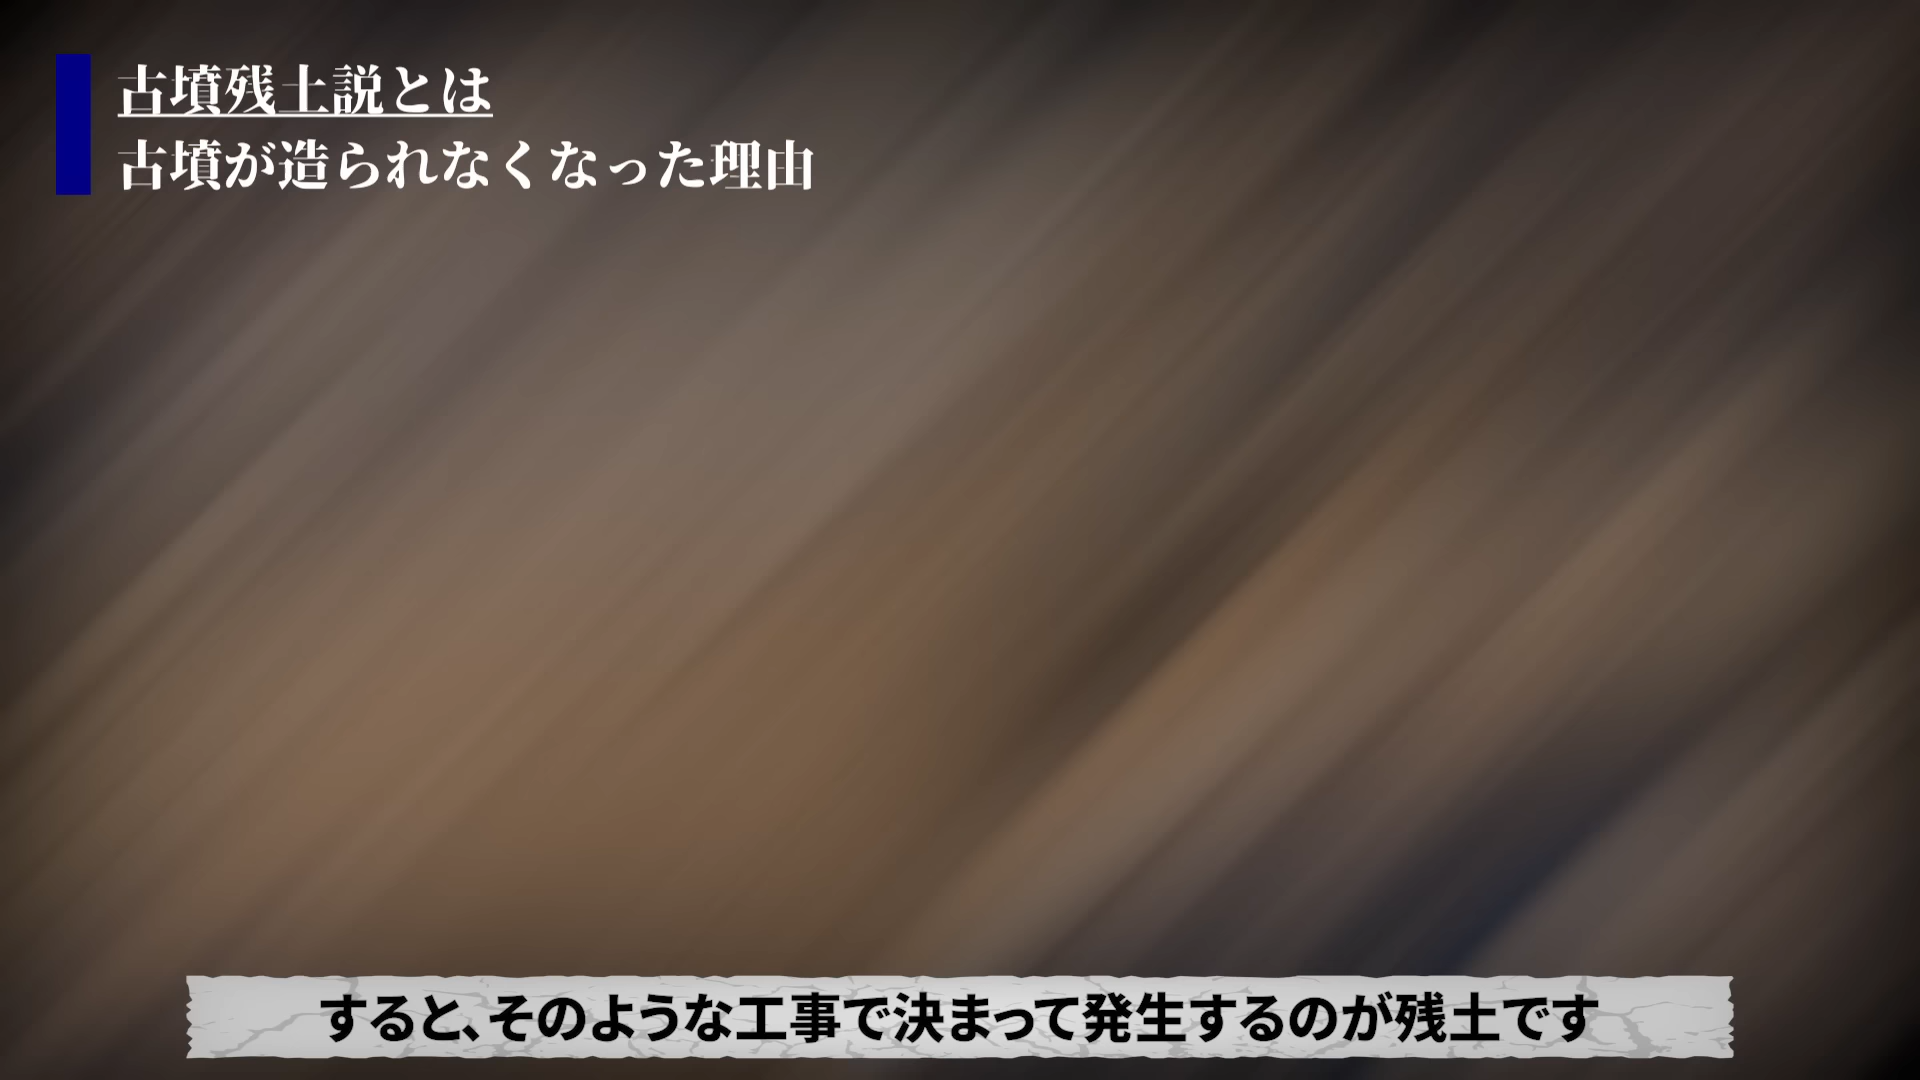 古墳残土説とは
古墳が造られなくなった理由
すると、そのような工事で決まって発生するのが残土です